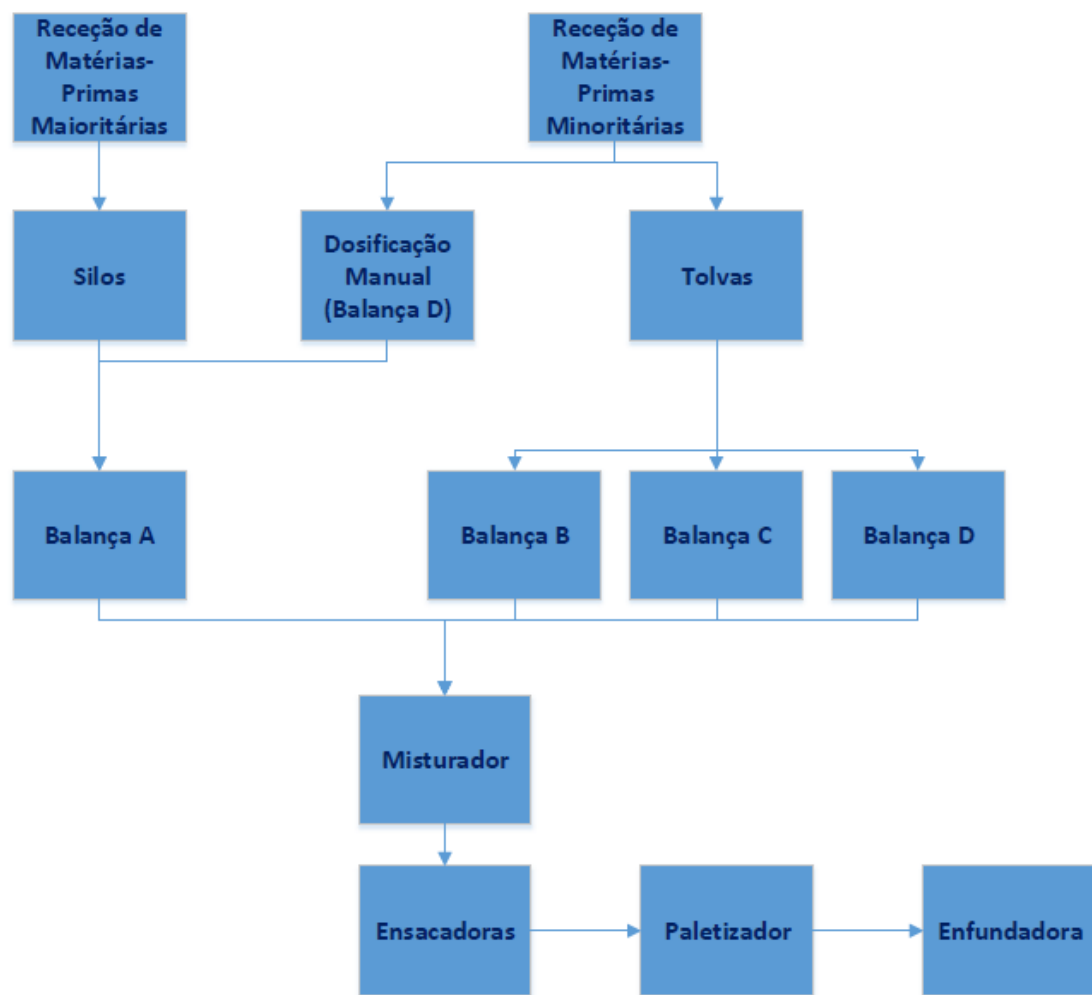 Receção de
Matérias-
Primas
Maioritárias
Receção de
Matérias-
Primas
Minoritárias
Silos
Dosificação
Manual
(Balança D)
Tolvas
Balança A
Balança B
Balança C
Balança D
Misturador
Ensacadoras
Paletizador
Enfundadora